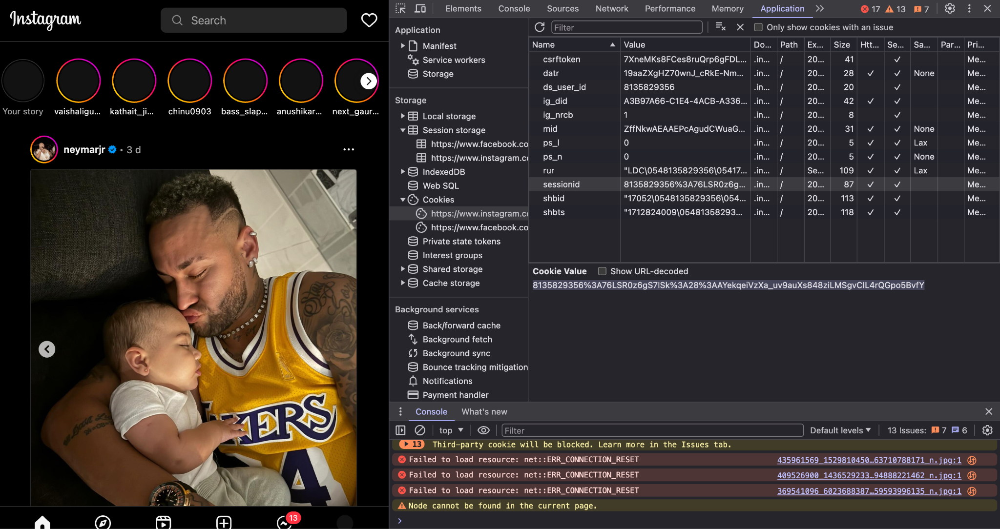 Instagram
Search
Your story
vaishaligu...
kathait_ji...
chinu0903
bass_slap...
anushikar...
next_gaur...
neymarjr • 3 d
KERS
4
13
Elements Console Sources Network Performance Memory Application 17 13 7
Application
Manifest
Service workers
Storage
Storage
Local storage
Session storage
https://www.facebook.co
https://www.instagram.c
IndexedDB
Web SQL
Cookies
https://www.instagram.c
https://www.facebook.co
Private state tokens
Interest groups
Shared storage
Cache storage
Background services
Back/forward cache
Background fetch
Background sync
Bounce tracking mitigation
Notifications
Payment handler
Filter Only show cookies with an issue
Name Value Do... Path Ex... Size Htt... Se... Sa... Par... Pri...
csrftoken 7XneMKs8FCes8ruQrp6gFDL... .in... / 20... 41 ✓ Me...
datr 19aaZXgHZ70wnJ_cRkE-Nm... .in... / 20... 28 ✓ ✓ None Me...
ds_user_id 8135829356 .in... / 20... 20 ✓ Me...
ig_did A3B97A66-C1E4-4ACB-A336... .in... / 20... 42 ✓ ✓ Me...
ig_nrcb 1 .in... / 20... 8 ✓ Me...
mid ZffNkwAEAAEPcAgudCWuaG... .in... / 20... 31 ✓ ✓ None Me...
ps_l 0 .in... / 20... 5 ✓ ✓ Lax Me...
ps_n 0 .in... / 20... 5 ✓ ✓ None Me...
rur "LDC\0548135829356\05417... .in... / Se... 109 ✓ ✓ Lax Me...
sessionid 8135829356%3A76LSR0z6g... .in... / 20... 87 ✓ ✓ Me...
shbid "17052\0548135829356\054... .in... / 20... 113 ✓ ✓ Me...
shbts "1712824009\05481358293... .in... / 20... 118 ✓ ✓ Me...
Cookie Value Show URL-decoded
Console What's new
top Filter Default levels 13 Issues: 7 6
13 Third-party cookie will be blocked. Learn more in the Issues tab.
Failed to load resource: net::ERR_CONNECTION_RESET 435961569_1529810450…63710788171_n.jpg:1
Failed to load resource: net::ERR_CONNECTION_RESET 409526900_1436529233…94888221462_n.jpg:1
Failed to load resource: net::ERR_CONNECTION_RESET 369541096_6023688387…59593996135_n.jpg:1
Node cannot be found in the current page.